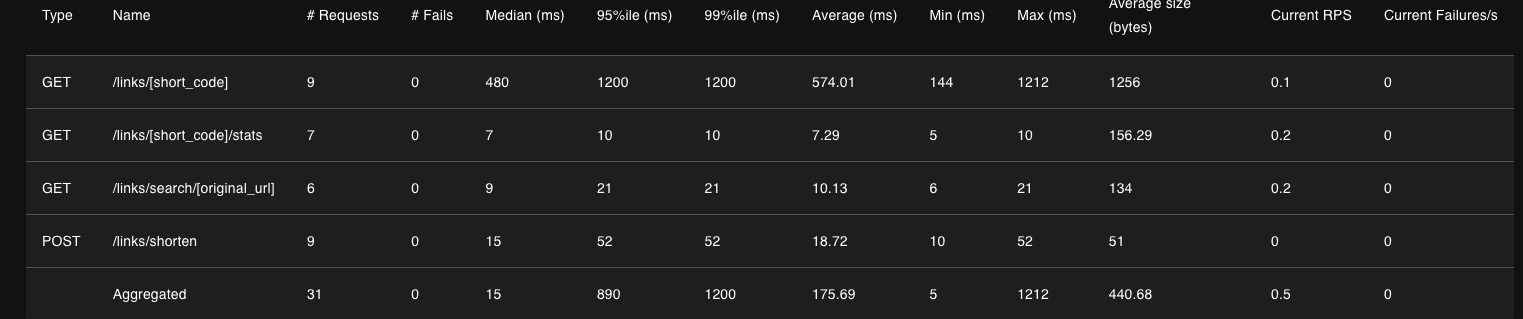 Type Name # Requests # Fails Median (ms) 95%ile (ms) 99%ile (ms) Average (ms) Min (ms) Max (ms) Average size (bytes) Current RPS Current Failures/s
GET /links/[short_code] 9 0 480 1200 1200 574.01 144 1212 1256 0.1 0
GET /links/[short_code]/stats 7 0 7 10 10 7.29 5 10 156.29 0.2 0
GET /links/search/[original_url] 6 0 9 21 21 10.13 6 21 134 0.2 0
POST /links/shorten 9 0 15 52 52 18.72 10 52 51 0 0
Aggregated 31 0 15 890 1200 175.69 5 1212 440.68 0.5 0